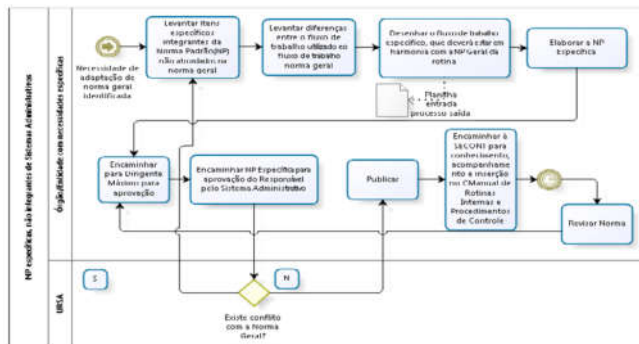 NP específicas, não integrantes de Sistemas Administrativos
Órgão/Entidade com necessidades específicas
Necessidade
de adaptação de
norma geral
identificada
Levantar itens
específicos
integrantes da
Norma Padrão(NP)
não atendidos na
norma geral
Levantar diferenças
entre o fluxo de
trabalho utilizado no
fluxo de trabalho
norma geral
Desenhar o fluxo de trabalho
específico, que deverá estar em
harmonia com a NP Geral da
rotina
Elaborar a NP
Específica
Planilha
entrada
processo saída
Encaminhar
para Dirigente
Máximo para
aprovação
Encaminhar NP Específica para
aprovação do Responsável
pelo Sistema Administrativo
Publicar
Encaminhar à
SECONT para
conhecimento,
acompanhame
nto e inserção
no
Manual de
Rotinas
Internas e
Procedimentos
de Controle
Revisar Norma
S
N
Existe conflito
com a Norma
Geral?